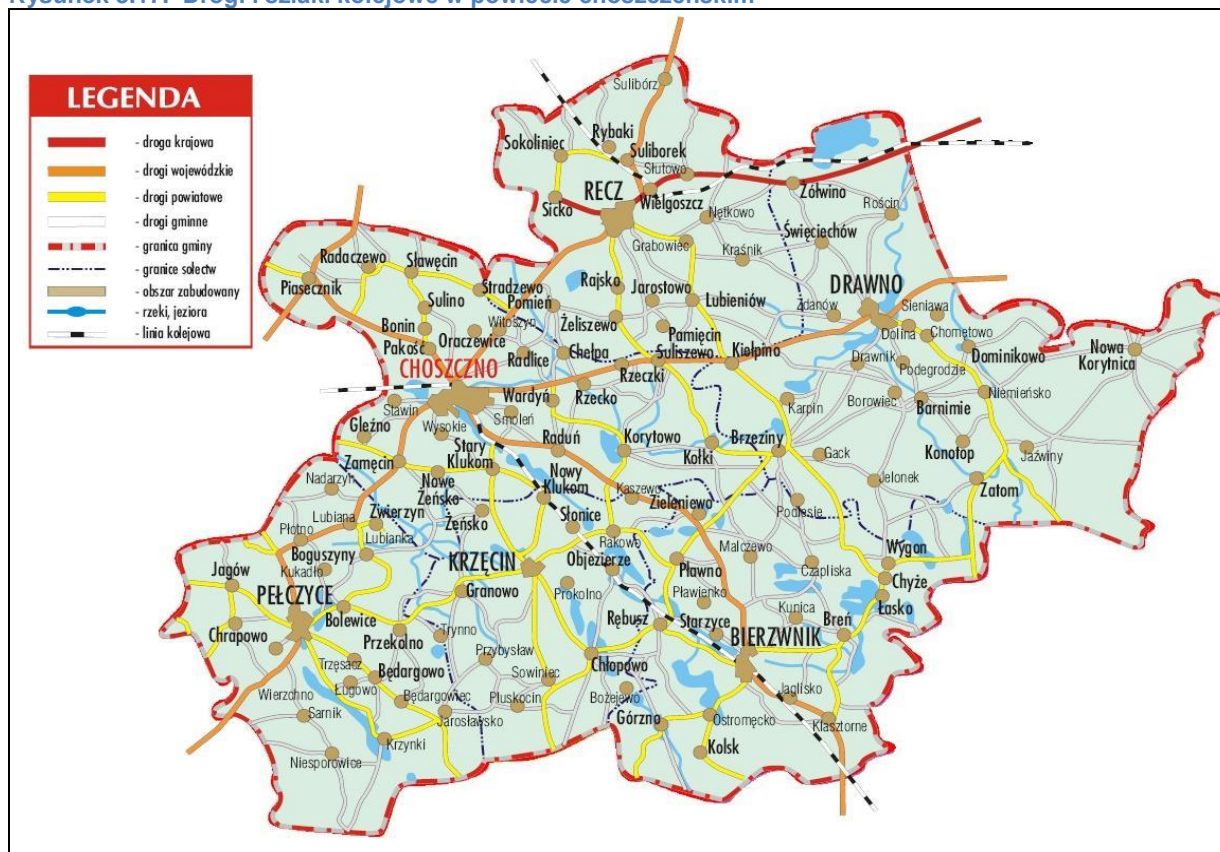 LEGENDA
- droga krajowa
- drogi wojewódzkie
- drogi powiatowe
- drogi gminne
- granica gminy
- granice sołectw
- obszar zabudowany
- rzeki, jeziora
- linia kolejowa
Sulibórz
Rybaki
Sokoliniec
Suliborek
Słutowo
RECZ
Wielgoszcz
Sicko
Żółwino
Nętkowo
Rościn
Grabowiec
Kraśnik
Święciechów
Radaczewo
Sławęcin
Piasecznik
Stradzewo
Rajsko
Jarostowo
Lubieniów
DRAWNO
Sulino
Pomień
Zdanów
Sieniawa
Bonin
Witoszyn
Żeliszewo
Pamięcin
Dolina
Chomętowo
Oraczewice
Pakość
Radlice
Chełpa
Suliszewo
Kiełpino
Drawnik
Podegrodzie
Dominikowo
Nowa
Korytnica
CHOSZCZNO
Rzeczki
Wardyń
Rzecko
Niemieńsko
Sławin
Smoleń
Karpin
Borowiec
Barnimie
Gleźno
Wysokie
Stary
Klukom
Raduń
Korytowo
Kołki
Brzeziny
Gack
Konotop
Jaźwiny
Zamęcin
Nadarzyn
Nowe
Żeńsko
Nowy
Klukom
Kaszewo
Zieleniewo
Jelonek
Zatom
Lubiana
Zwierzyn
Żeńsko
Słonice
Podlesie
Płotno
Lubianka
Rakowo
Boguszyny
Objezierze
Malczewo
Wygon
Kukadło
KRZĘCIN
Pławno
Czapliska
Jagów
Chyże
PEŁCZYCE
Granowo
Prokolno
Pławienko
Łasko
Bolewice
Rębusz
Kunica
Chrapowo
Przekolno
Trynno
Starzyce
Breń
BIERZWNIK
Trzęsacz
Przybysław
Chłopowo
Będargowo
Sowiniec
Wierzchno
Ługowo
Będargowiec
Pluskocin
Bożejewo
Jaglisko
Sarnik
Jarosławsko
Górzno
Ostromęcko
Klasztorne
Krzynki
Niesporowice
Kolsk